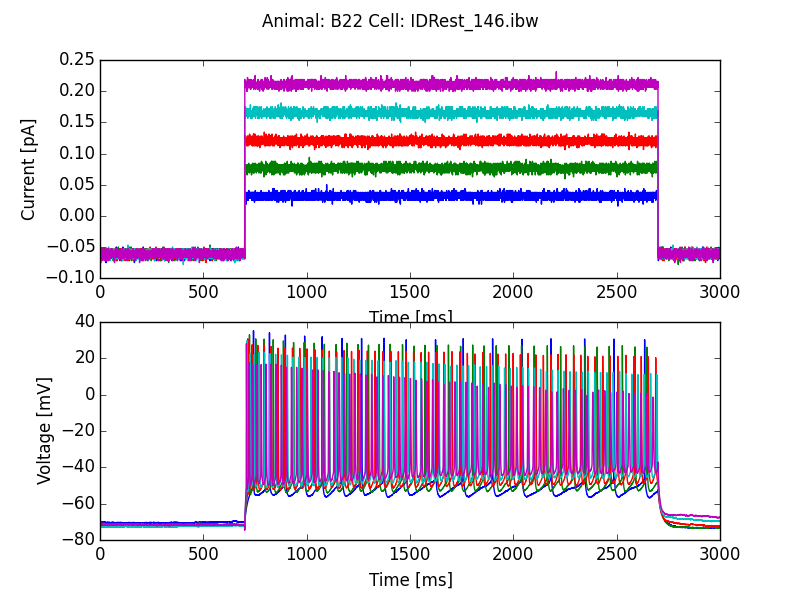 Animal: B22 Cell: IDRest_146.ibw
0.25
0.20
0.15
0.10
0.05
0.00
−0.05
−0.10
Current [pA]
0 500 1000 1500 2000 2500 3000
Time [ms]
40
20
0
−20
−40
−60
−80
Voltage [mV]
0 500 1000 1500 2000 2500 3000
Time [ms]